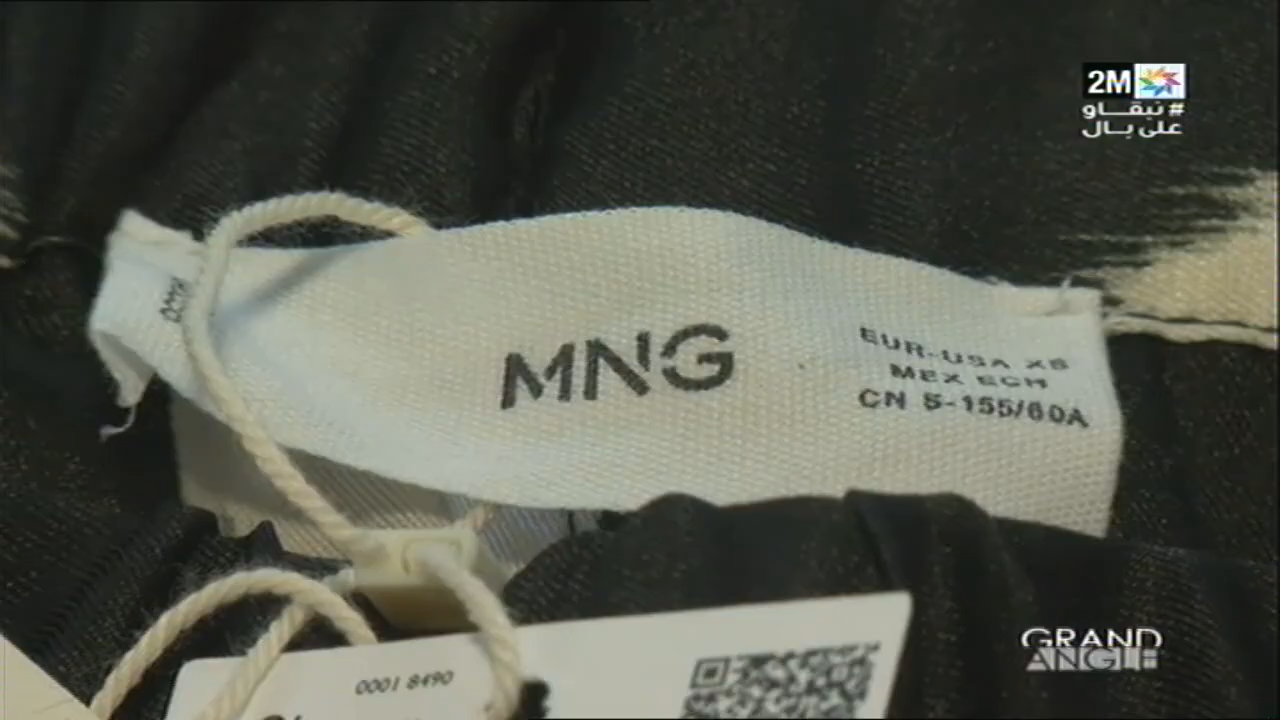 2M
#نبقاو
على بال
MNG
EUR-USA XS
MEX ECH
CN 5-155/60A
0001 8490
GRAND
ANGLE